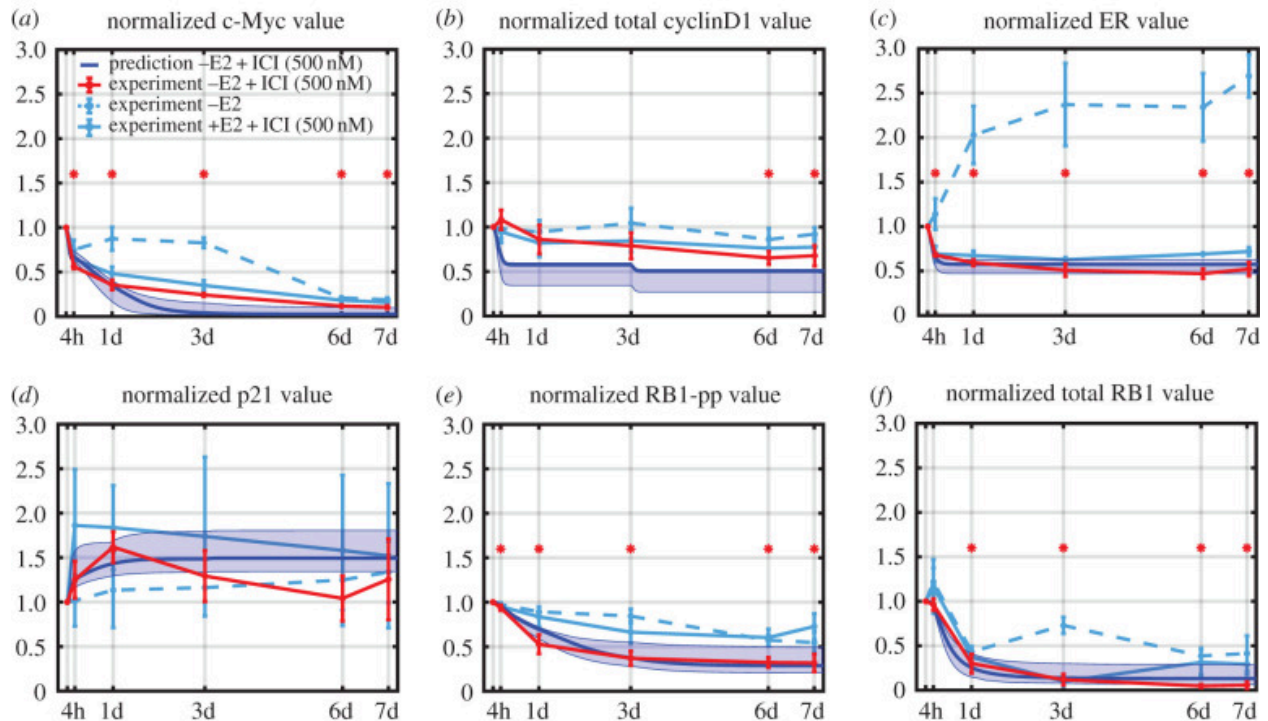 (a) normalized c-Myc value
3.0
2.5
2.0
1.5
1.0
0.5
0
prediction –E2 + ICI (500 nM)
experiment –E2 + ICI (500 nM)
experiment –E2
experiment +E2 + ICI (500 nM)
4h 1d 3d 6d 7d
(b) normalized total cyclinD1 value
3.0
2.5
2.0
1.5
1.0
0.5
0
4h 1d 3d 6d 7d
(c) normalized ER value
3.0
2.5
2.0
1.5
1.0
0.5
0
4h 1d 3d 6d 7d
(d) normalized p21 value
3.0
2.5
2.0
1.5
1.0
0.5
0
4h 1d 3d 6d 7d
(e) normalized RB1-pp value
3.0
2.5
2.0
1.5
1.0
0.5
0
4h 1d 3d 6d 7d
(f) normalized total RB1 value
3.0
2.5
2.0
1.5
1.0
0.5
0
4h 1d 3d 6d 7d